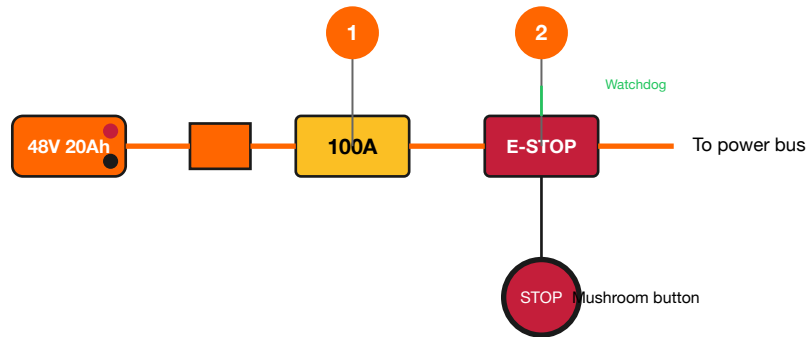 1
2
Watchdog
48V 20Ah
100A
E-STOP
To power bus
STOP
Mushroom button